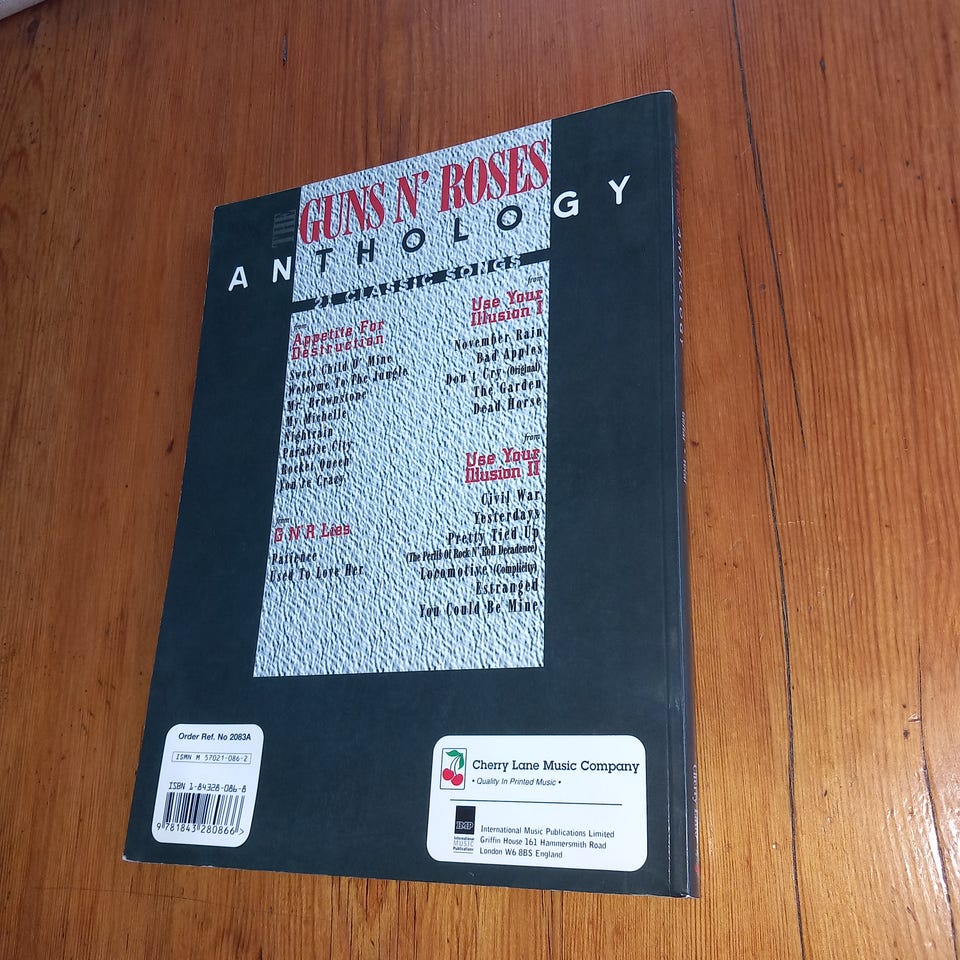 THE
GUNS N' ROSES
ANTHOLOGY
21 CLASSIC SONGS
from
Appetite For
Destruction
Sweet Child O' Mine
Welcome To The Jungle
Mr. Brownstone
My Michelle
Nightrain
Paradise City
Rocket Queen
You're Crazy
from
G N' R Lies
Patience
Used To Love Her
from
Use Your
Illusion I
November Rain
Bad Apples
Don't Cry (Original)
The Garden
Dead Horse
from
Use Your
Illusion II
Civil War
Yesterdays
Pretty Tied Up
(The Perils Of Rock N' Roll Decadence)
Locomotive (Complicity)
Estranged
You Could Be Mine
Order Ref. No 2083A
ISMN M 57021-086-2
ISBN 1-84328-086-8
9 781843 280866 >
Cherry Lane Music Company
• Quality In Printed Music •
IMP
International
MUSIC
Publications
International Music Publications Limited
Griffin House 161 Hammersmith Road
London W6 8BS England